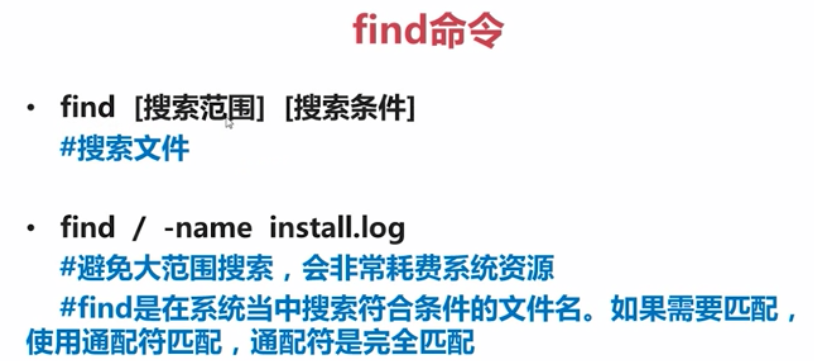 find命令
• find [搜索范围] [搜索条件]
#搜索文件
• find / -name install.log
#避免大范围搜索，会非常耗费系统资源
#find是在系统当中搜索符合条件的文件名。如果需要匹配，
使用通配符匹配，通配符是完全匹配